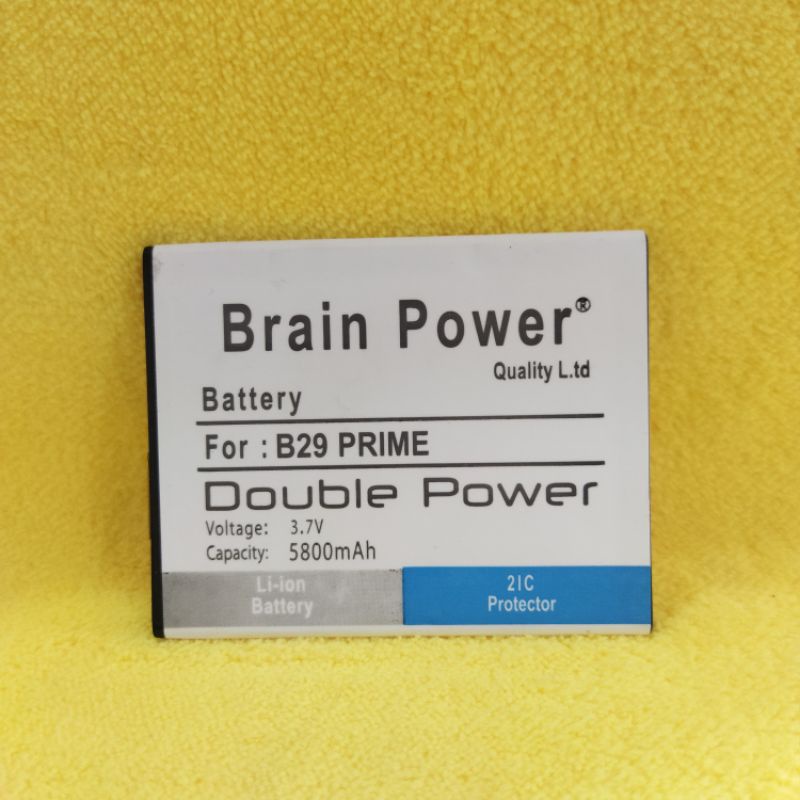 Brain Power®
Quality L.td
Battery
For : B29 PRIME
Double Power
Voltage: 3.7V
Capacity: 5800mAh
Li-ion
Battery
2IC
Protector